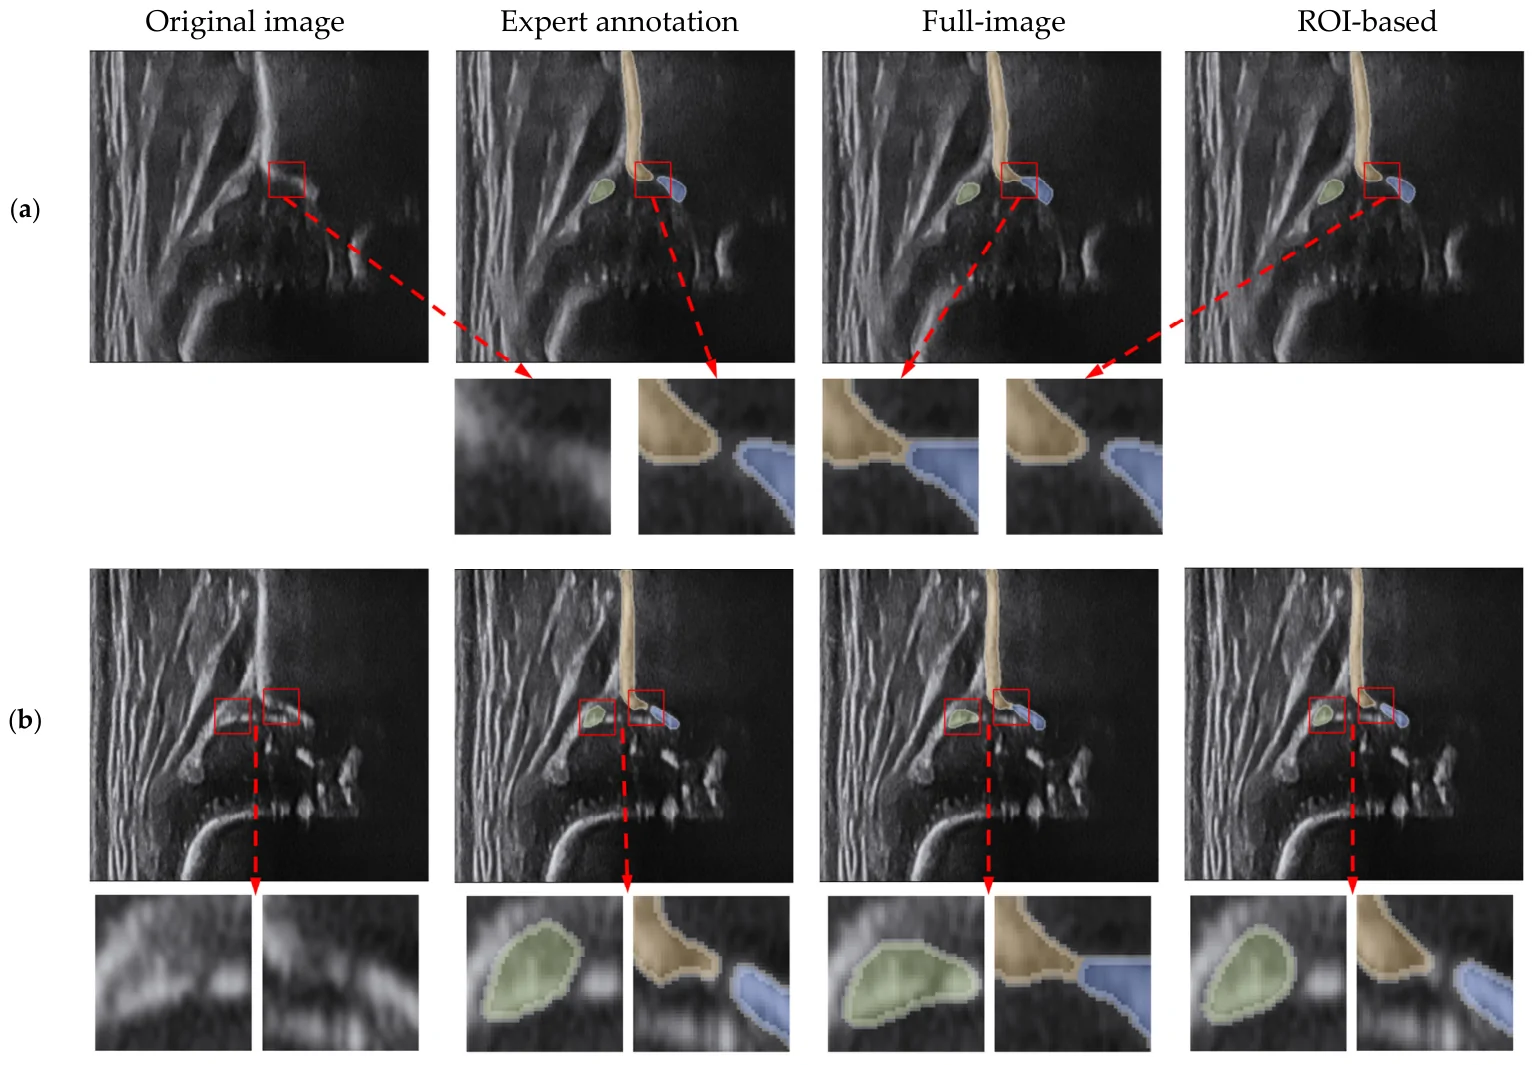 Original image
Expert annotation
Full-image
ROI-based
(a)
(b)